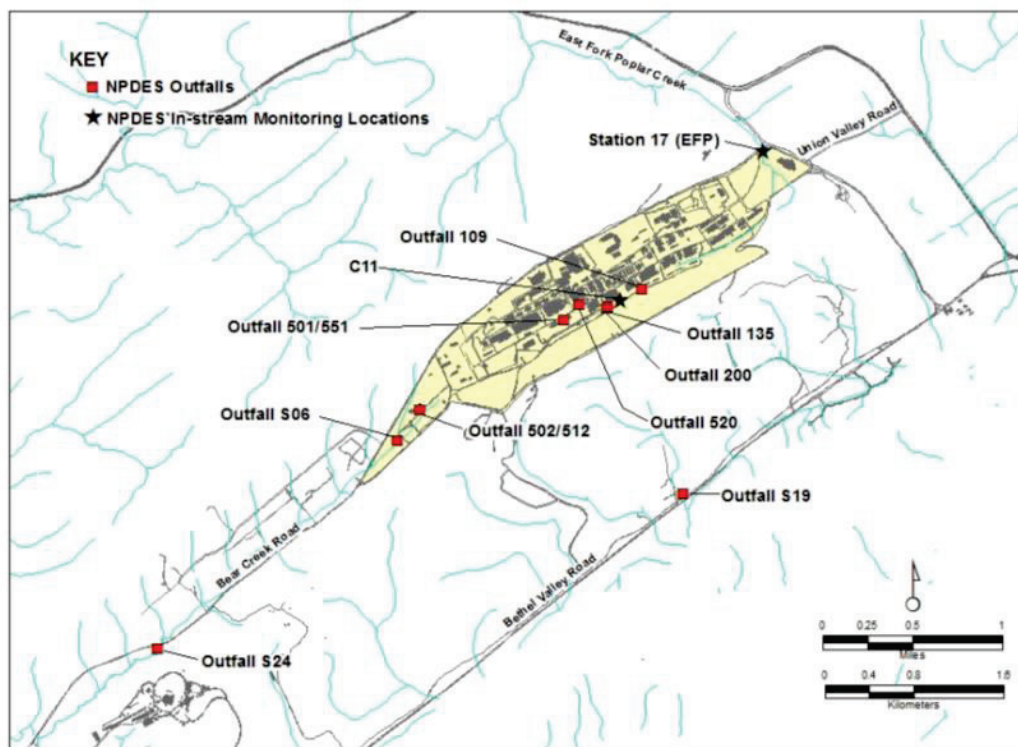 KEY
NPDES Outfalls
NPDES In-stream Monitoring Locations
East Fork Poplar Creek
Union Valley Road
Station 17 (EFP)
Outfall 109
C11
Outfall 501/551
Outfall 135
Outfall 200
Outfall S06
Outfall 502/512
Outfall 520
Outfall S19
Bear Creek Road
Bethel Valley Road
Outfall S24
0 0.25 0.5 1
Miles
0 0.4 0.8 1.6
Kilometers